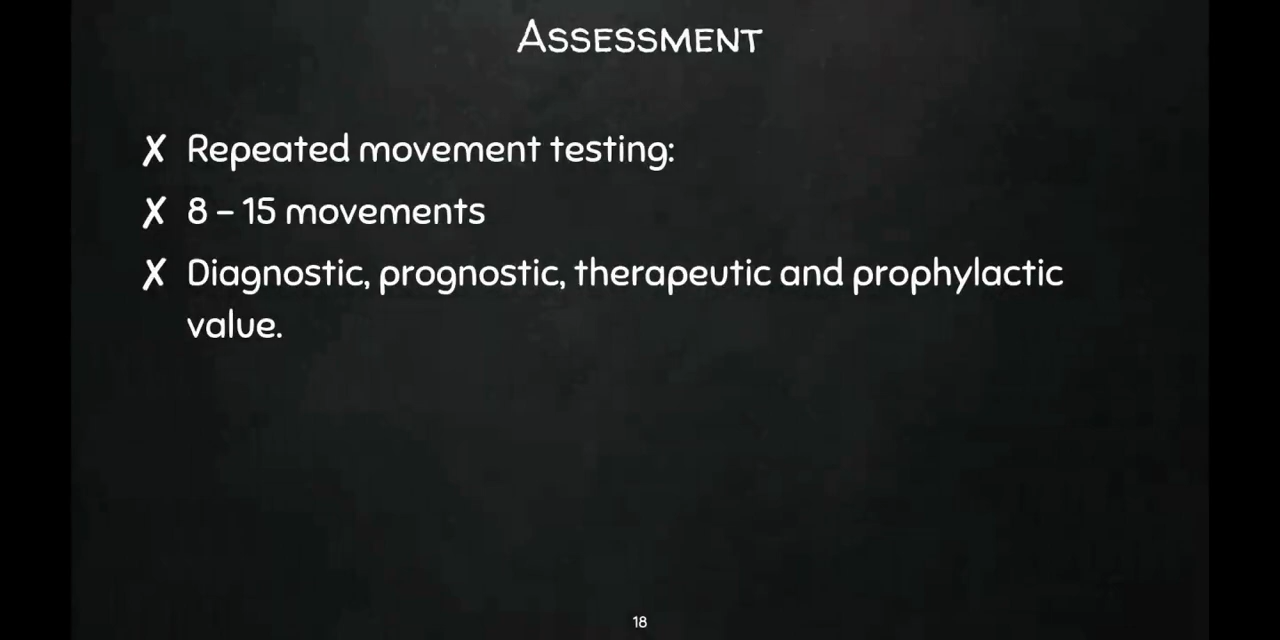 Assessment
✗ Repeated movement testing:
✗ 8 – 15 movements
✗ Diagnostic, prognostic, therapeutic and prophylactic
value.
18